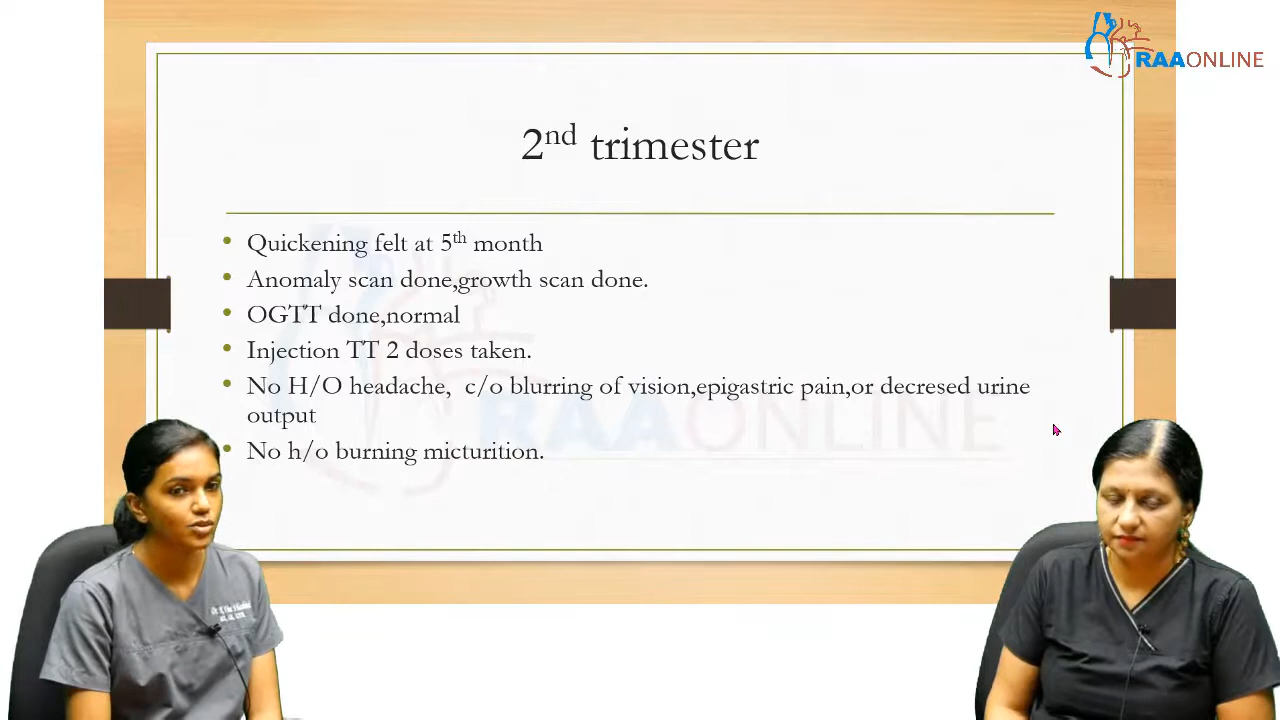 RAAONLINE
2nd trimester
• Quickening felt at 5th month
• Anomaly scan done,growth scan done.
• OGTT done,normal
• Injection TT 2 doses taken.
• No H/O headache,  c/o blurring of vision,epigastric pain,or decresed urine
output
• No h/o burning micturition.
RAAONLINE